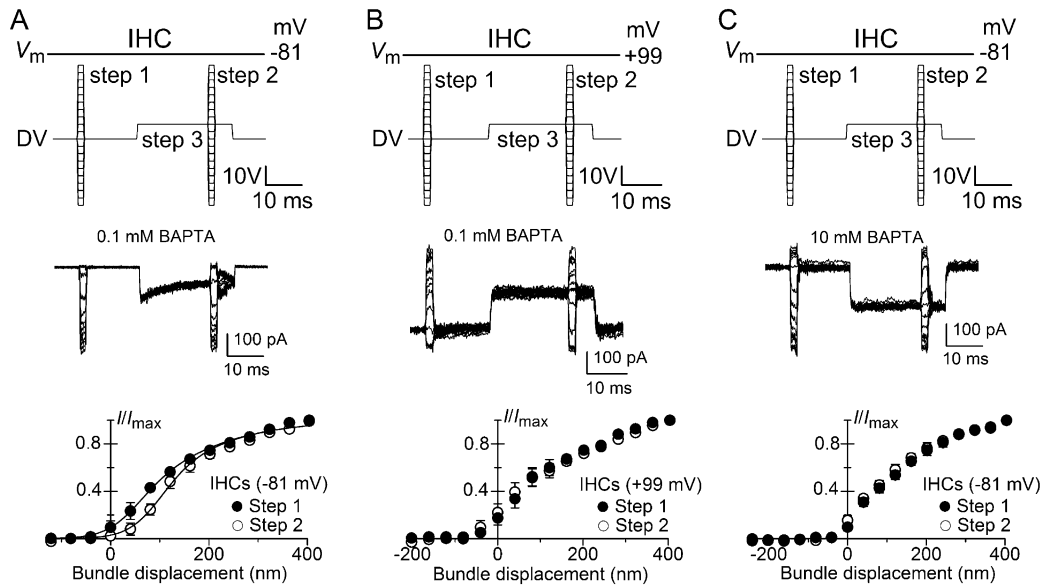 A
IHC
mV
Vm
-81
step 1
step 2
DV
step 3
10V
10 ms
0.1 mM BAPTA
100 pA
10 ms
I/Imax
0.8
0.4
IHCs (-81 mV)
Step 1
Step 2
0
200
400
Bundle displacement (nm)
B
IHC
mV
Vm
+99
step 1
step 2
DV
step 3
10V
10 ms
0.1 mM BAPTA
100 pA
10 ms
I/Imax
0.8
0.4
IHCs (+99 mV)
Step 1
Step 2
-200
0
200
400
Bundle displacement (nm)
C
IHC
mV
Vm
-81
step 1
step 2
DV
step 3
10V
10 ms
10 mM BAPTA
100 pA
10 ms
I/Imax
0.8
0.4
IHCs (-81 mV)
Step 1
Step 2
-200
0
200
400
Bundle displacement (nm)